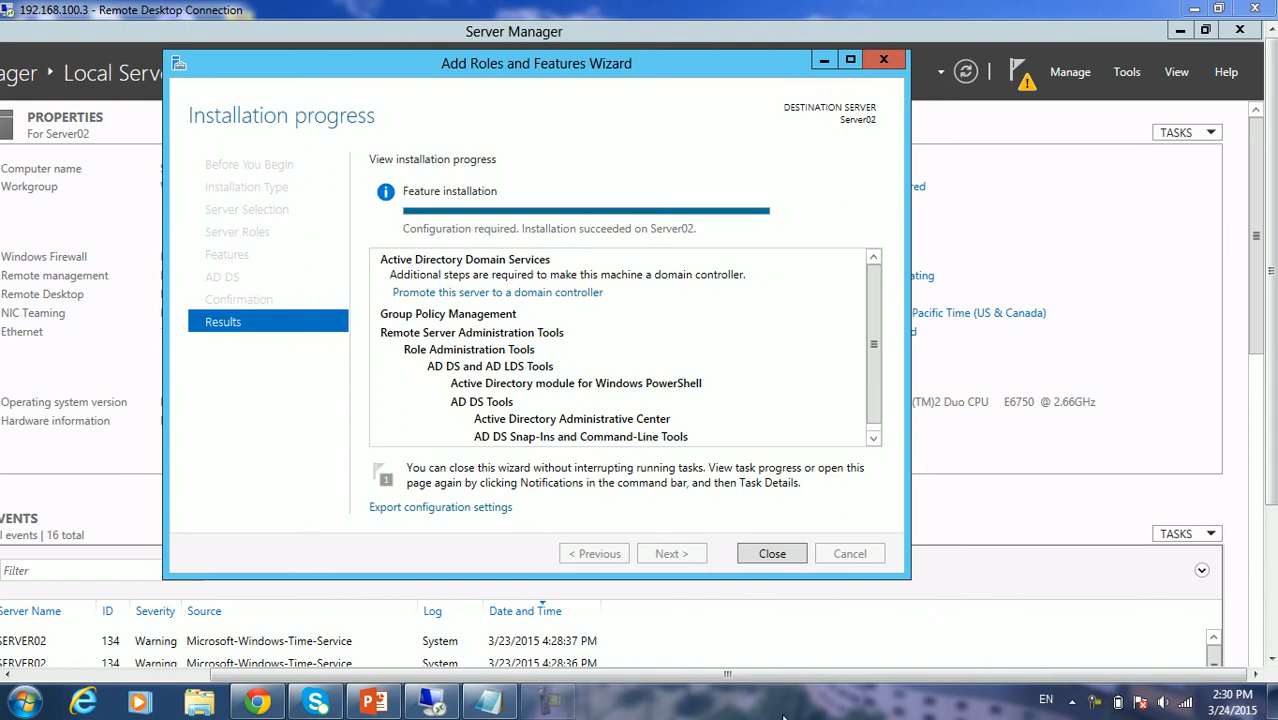 192.168.100.3 - Remote Desktop Connection
Server Manager
ager
Local Serv
Manage
Tools
View
Help
Add Roles and Features Wizard
PROPERTIES
For Server02
TASKS
Computer name
Workgroup
Windows Firewall
Remote management
Remote Desktop
NIC Teaming
Ethernet
Operating system version
Hardware information
Installation progress
DESTINATION SERVER
Server02
Before You Begin
Installation Type
Server Selection
Server Roles
Features
AD DS
Confirmation
Results
View installation progress
Feature installation
Configuration required. Installation succeeded on Server02.
Active Directory Domain Services
Additional steps are required to make this machine a domain controller.
Promote this server to a domain controller
Group Policy Management
Remote Server Administration Tools
Role Administration Tools
AD DS and AD LDS Tools
Active Directory module for Windows PowerShell
AD DS Tools
Active Directory Administrative Center
AD DS Snap-Ins and Command-Line Tools
1
You can close this wizard without interrupting running tasks. View task progress or open this
page again by clicking Notifications in the command bar, and then Task Details.
Export configuration settings
< Previous
Next >
Close
Cancel
red
ating
Pacific Time (US & Canada)
d
(TM)2 Duo CPU E6750 @ 2.66GHz
VENTS
l events | 16 total
TASKS
Filter
Server Name ID Severity Source Log Date and Time
SERVER02 134 Warning Microsoft-Windows-Time-Service System 3/23/2015 4:28:37 PM
SERVER02 134 Warning Microsoft-Windows-Time-Service System 3/23/2015 4:28:36 PM
EN
2:30 PM
3/24/2015